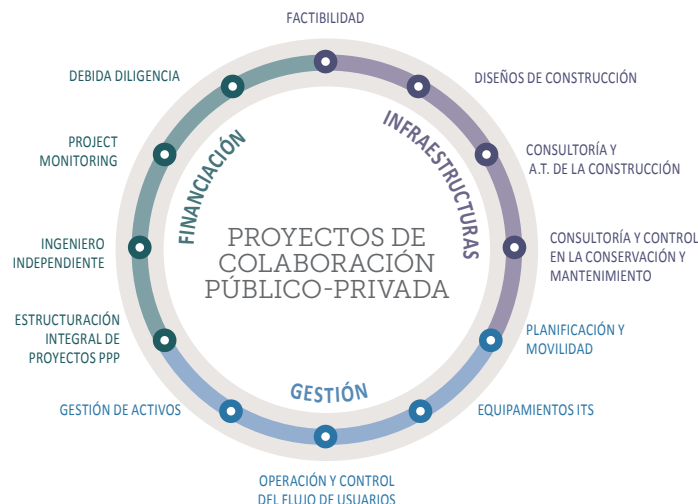 FACTIBILIDAD
DISEÑOS DE CONSTRUCCIÓN
CONSULTORÍA Y
A.T. DE LA CONSTRUCCIÓN
CONSULTORÍA Y CONTROL
EN LA CONSERVACIÓN Y
MANTENIMIENTO
PLANIFICACIÓN Y
MOVILIDAD
EQUIPAMIENTOS ITS
OPERACIÓN Y CONTROL
DEL FLUJO DE USUARIOS
GESTIÓN DE ACTIVOS
ESTRUCTURACIÓN
INTEGRAL DE
PROYECTOS PPP
INGENIERO
INDEPENDIENTE
PROJECT
MONITORING
DEBIDA DILIGENCIA
FINANCIACIÓN
INFRAESTRUCTURAS
GESTIÓN
PROYECTOS DE
COLABORACIÓN
PÚBLICO-PRIVADA